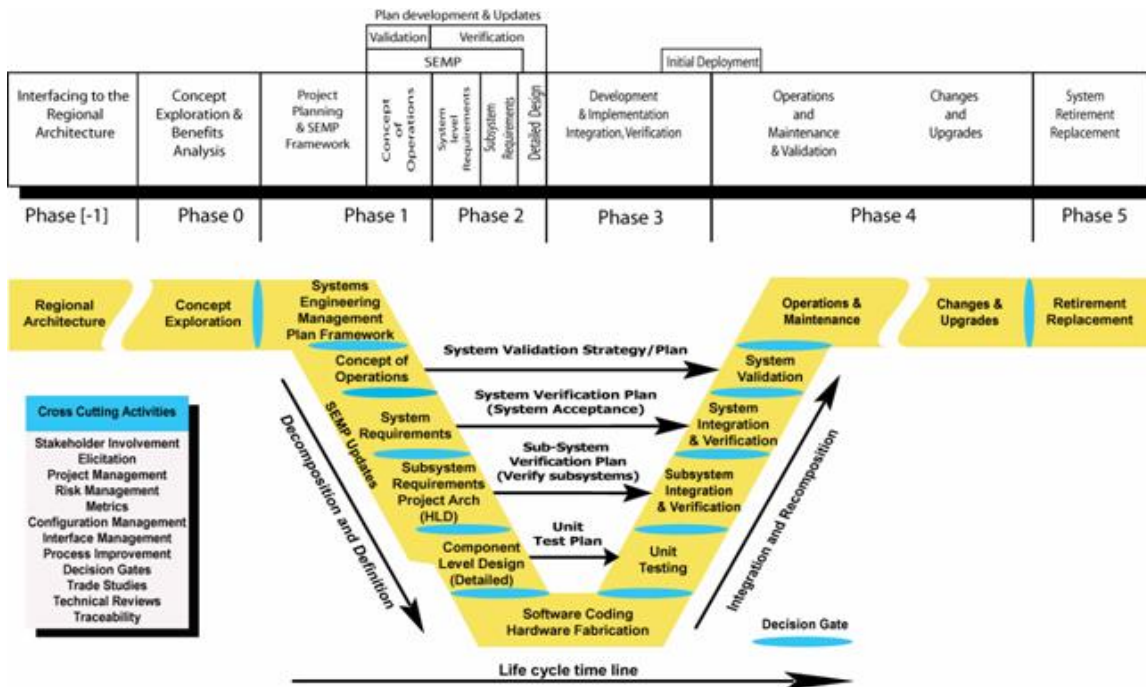 Plan development & Updates
Validation
Verification
SEMP
Initial Deployment
Interfacing to the
Regional
Architecture
Concept
Exploration &
Benefits
Analysis
Project
Planning
& SEMP
Framework
Concept
of
Operations
System
level
Requirements
Subsystem
Requirements
Detailed Design
Development
& Implementation
Integration, Verification
Operations
and
Maintenance
& Validation
Changes
and
Upgrades
System
Retirement
Replacement
Phase [-1]
Phase 0
Phase 1
Phase 2
Phase 3
Phase 4
Phase 5
Regional
Architecture
Concept
Exploration
Systems
Engineering
Management
Plan Framework
Concept of
Operations
System
Requirements
Subsystem
Requirements
Project Arch
(HLD)
Component
Level Design
(Detailed)
SEMP Updates
Decomposition and Definition
System Validation Strategy/Plan
System Verification Plan
(System Acceptance)
Sub-System
Verification Plan
(Verify subsystems)
Unit
Test Plan
Software Coding
Hardware Fabrication
Operations &
Maintenance
System
Validation
System
Integration
& Verification
Subsystem
Integration
& Verification
Unit
Testing
Integration and Recomposition
Changes &
Upgrades
Retirement
Replacement
Cross Cutting Activities
Stakeholder Involvement
Elicitation
Project Management
Risk Management
Metrics
Configuration Management
Interface Management
Process Improvement
Decision Gates
Trade Studies
Technical Reviews
Traceability
Decision Gate
Life cycle time line